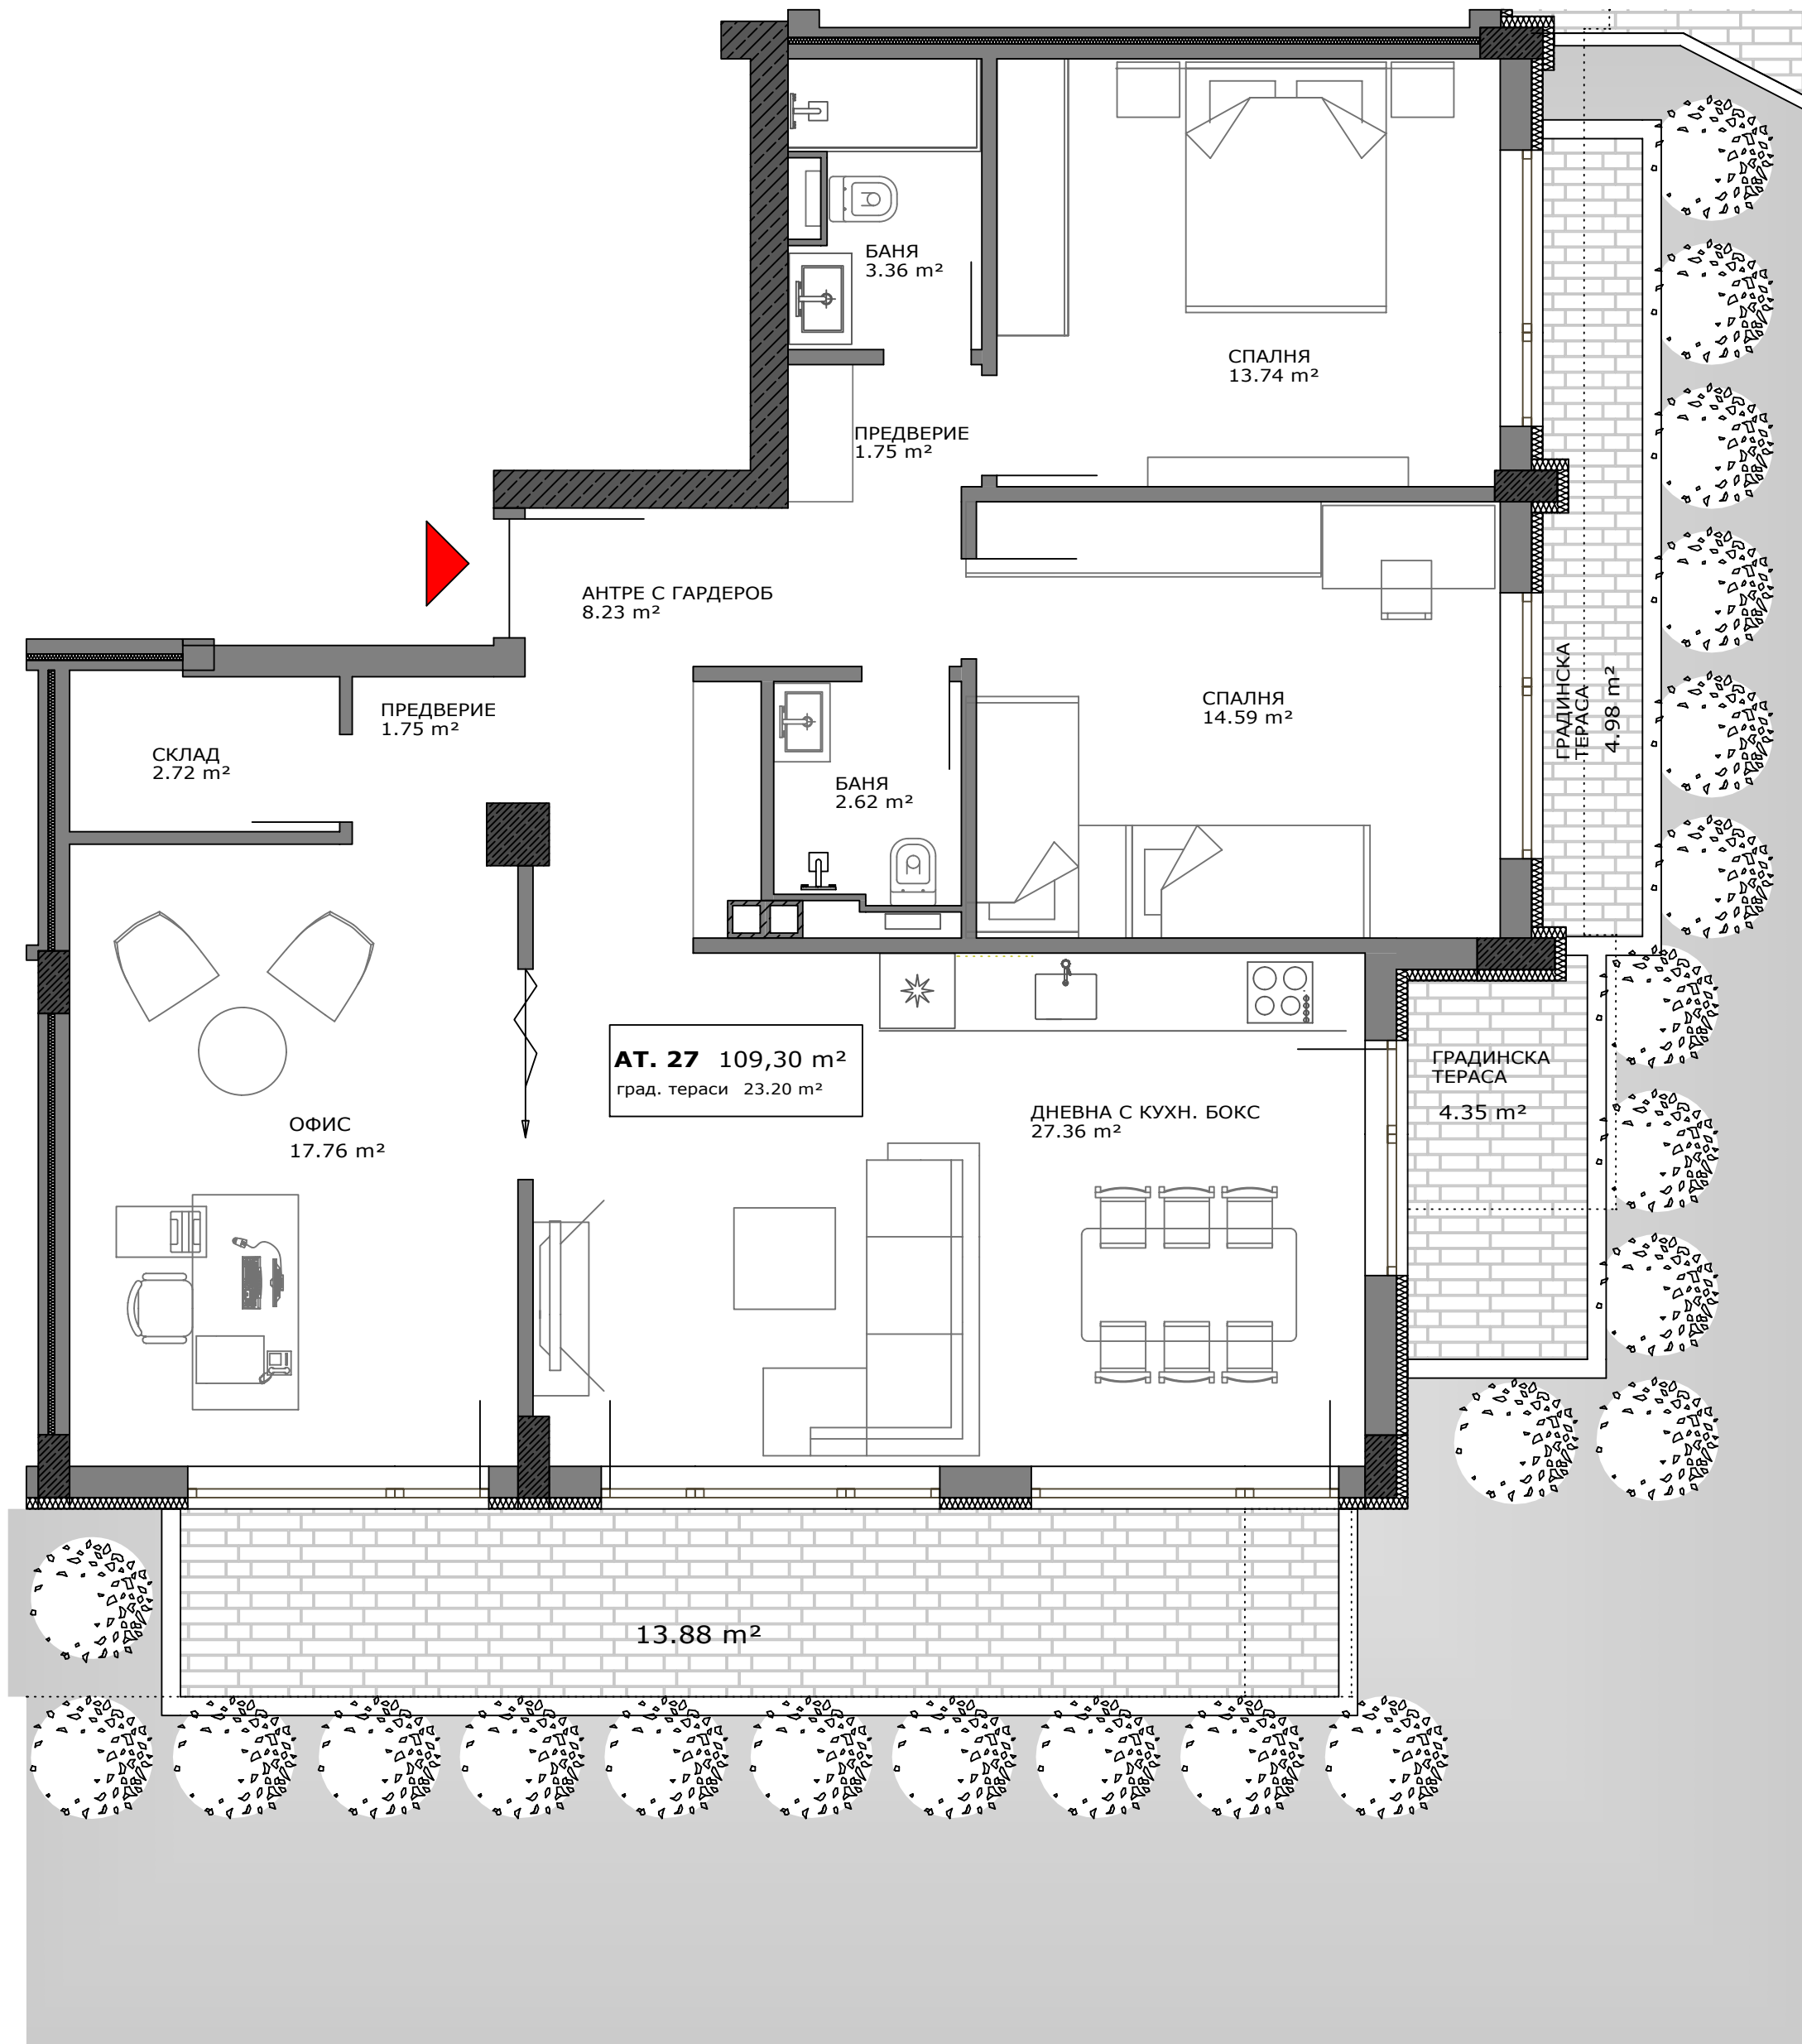 БАНЯ
3.36 m²
СПАЛНЯ
13.74 m²
ПРЕДВЕРИЕ
1.75 m²
АНТРЕ С ГАРДЕРОБ
8.23 m²
ПРЕДВЕРИЕ
1.75 m²
СКЛАД
2.72 m²
СПАЛНЯ
14.59 m²
ГРАДИНСКА
ТЕРАСА
4.98 m²
БАНЯ
2.62 m²
АТ. 27 109,30 m²
град. тераси 23.20 m²
ГРАДИНСКА
ТЕРАСА
4.35 m²
ОФИС
17.76 m²
ДНЕВНА С КУХН. БОКС
27.36 m²
13.88 m²